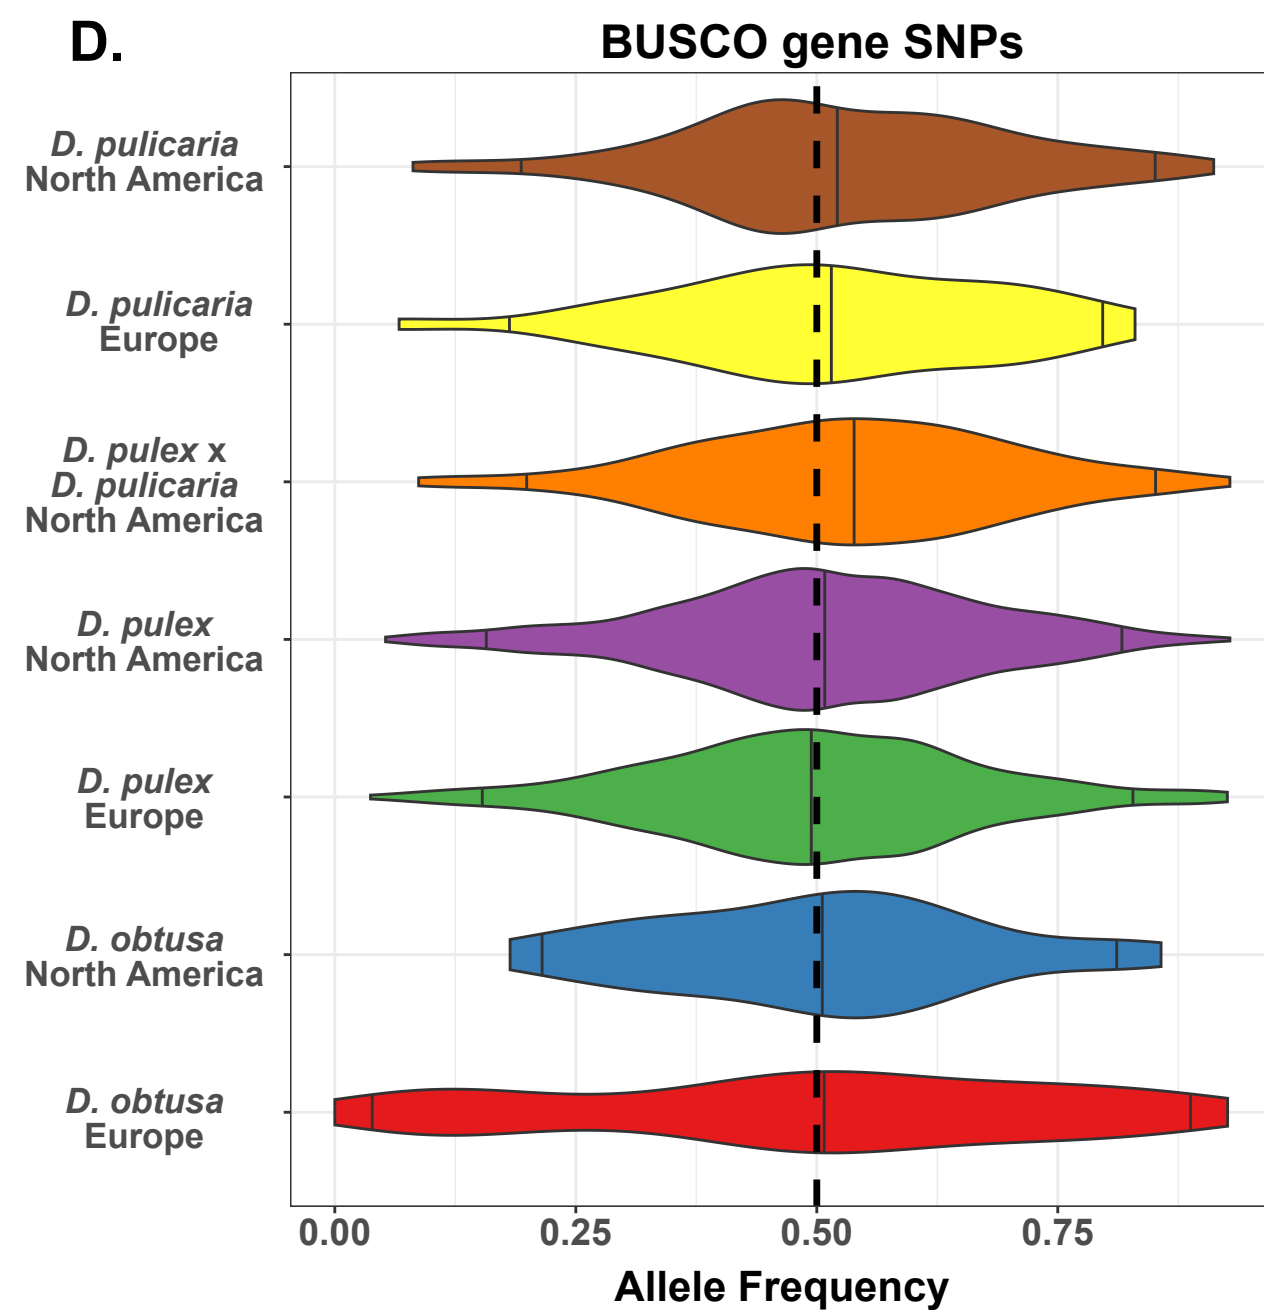 D.
BUSCO gene SNPs
D. pulicaria
North America
D. pulicaria
Europe
D. pulex x
D. pulicaria
North America
D. pulex
North America
D. pulex
Europe
D. obtusa
North America
D. obtusa
Europe
0.00 0.25 0.50 0.75
Allele Frequency